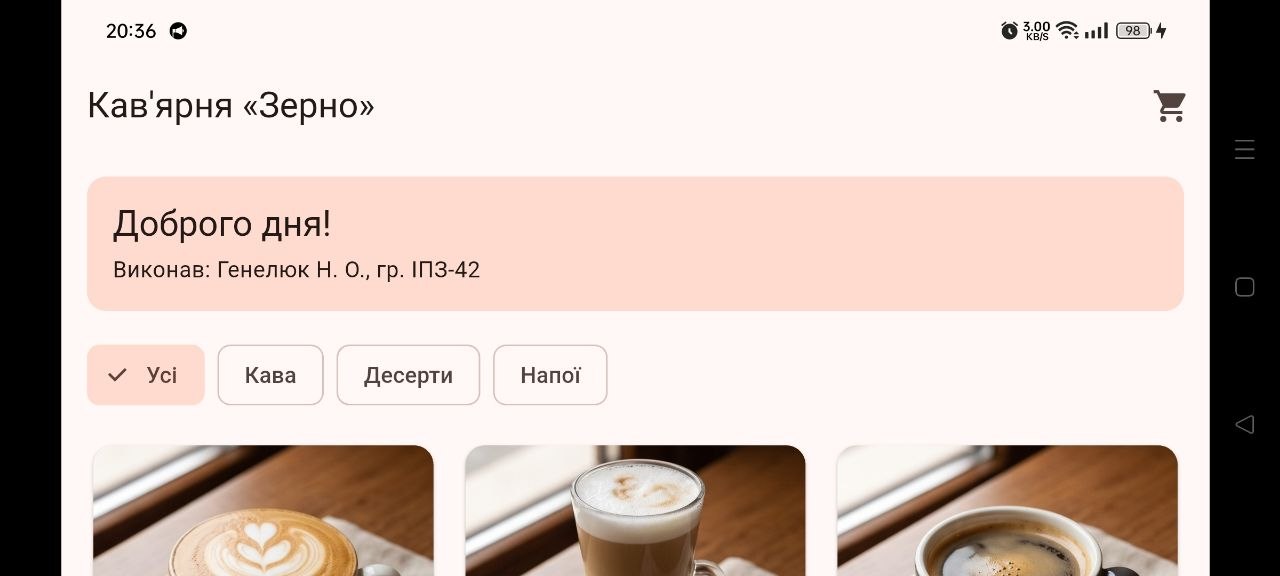 20:36
3.00
KB/S
98
Кав'ярня «Зерно»
Доброго дня!
Виконав: Генелюк Н. О., гр. ІПЗ-42
Усі
Кава
Десерти
Напої